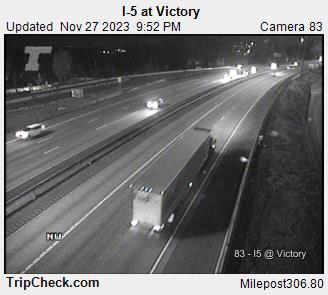 I-5 at Victory
Updated Nov 27 2023 9:52 PM Camera 83
T
NW
83 - I5 @ Victory
TripCheck.com Milepost306.80